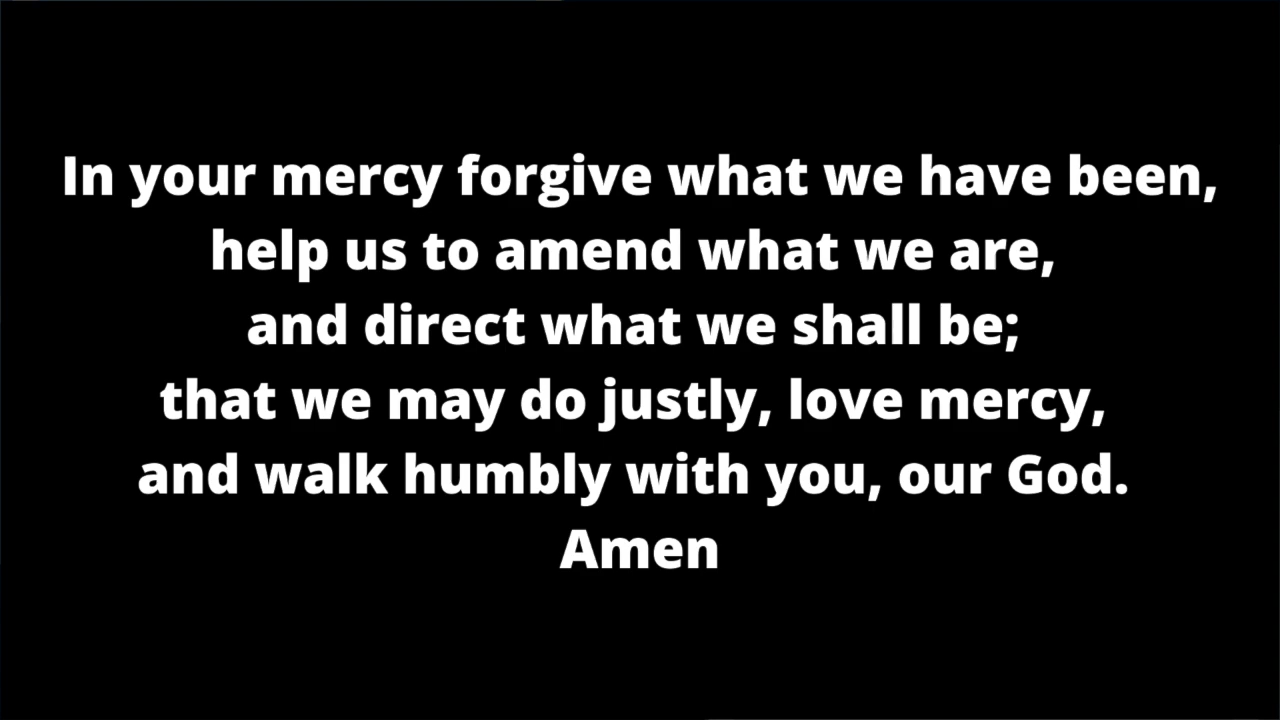 In your mercy forgive what we have been,
help us to amend what we are,
and direct what we shall be;
that we may do justly, love mercy,
and walk humbly with you, our God.
Amen